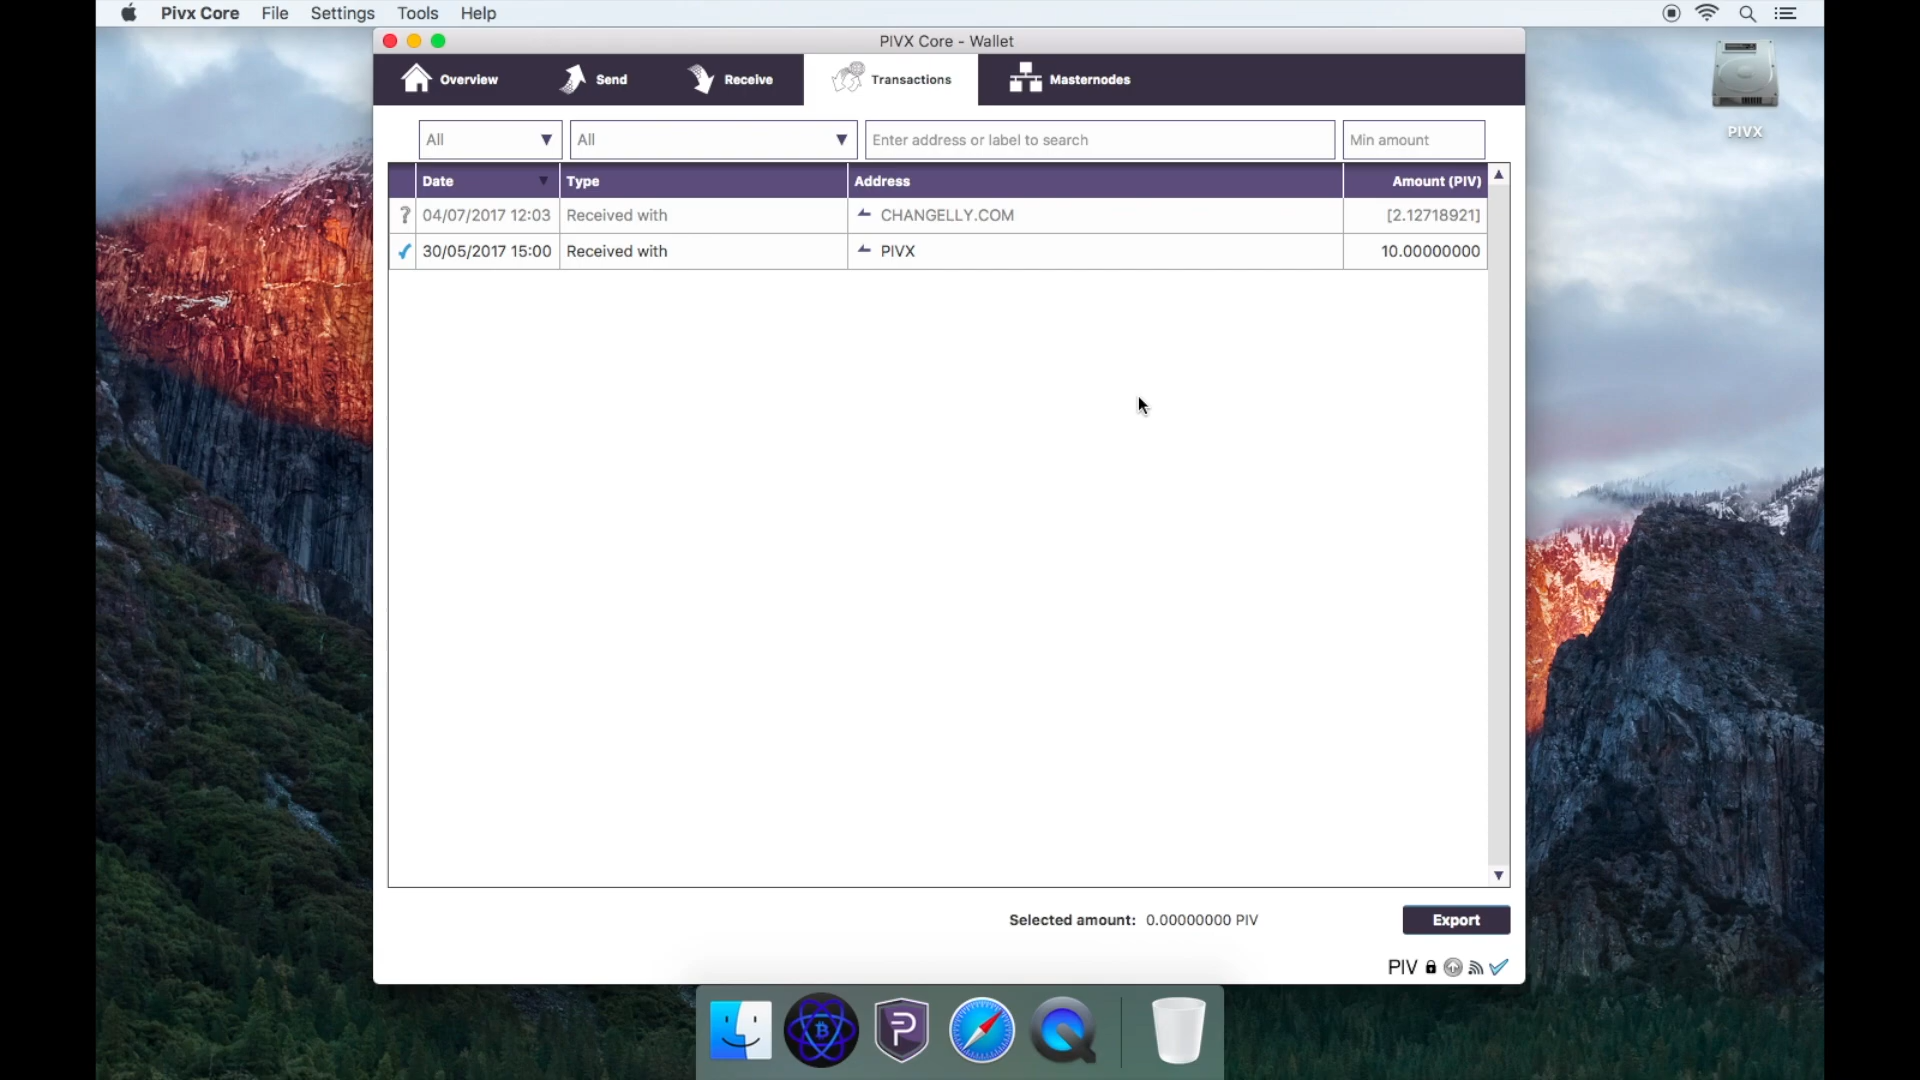 Pivx Core File Settings Tools Help
PIVX Core - Wallet
Overview Send Receive Transactions Masternodes
PIVX
All All Enter address or label to search Min amount
Date Type Address Amount (PIV)
? 04/07/2017 12:03 Received with CHANGELLY.COM [2.12718921]
30/05/2017 15:00 Received with PIVX 10.00000000
Selected amount: 0.00000000 PIV Export
PIV